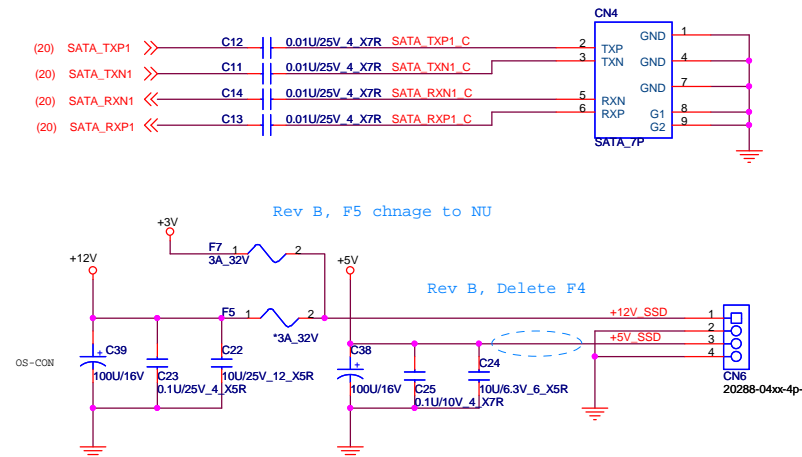 CN4
(20) SATA_TXP1 C12 0.01U/25V_4_X7R SATA_TXP1_C 2 TXP GND 1
(20) SATA_TXN1 C11 0.01U/25V_4_X7R SATA_TXN1_C 3 TXN GND 4
GND 7
(20) SATA_RXN1 C14 0.01U/25V_4_X7R SATA_RXN1_C 5 RXN
(20) SATA_RXP1 C13 0.01U/25V_4_X7R SATA_RXP1_C 6 RXP G1 8
G2 9
SATA_7P
Rev B, F5 chnage to NU
+3V
F7 1 2
3A_32V
+12V
+5V
Rev B, Delete F4
F5 1 2
*3A_32V
+12V_SSD 1
2
+5V_SSD 3
4
CN6
20288-04xx-4p-
OS-CON
C39
100U/16V
C23
0.1U/25V_4_X5R
C22
10U/25V_12_X5R
C38
100U/16V
C25
0.1U/10V_4_X7R
C24
10U/6.3V_6_X5R